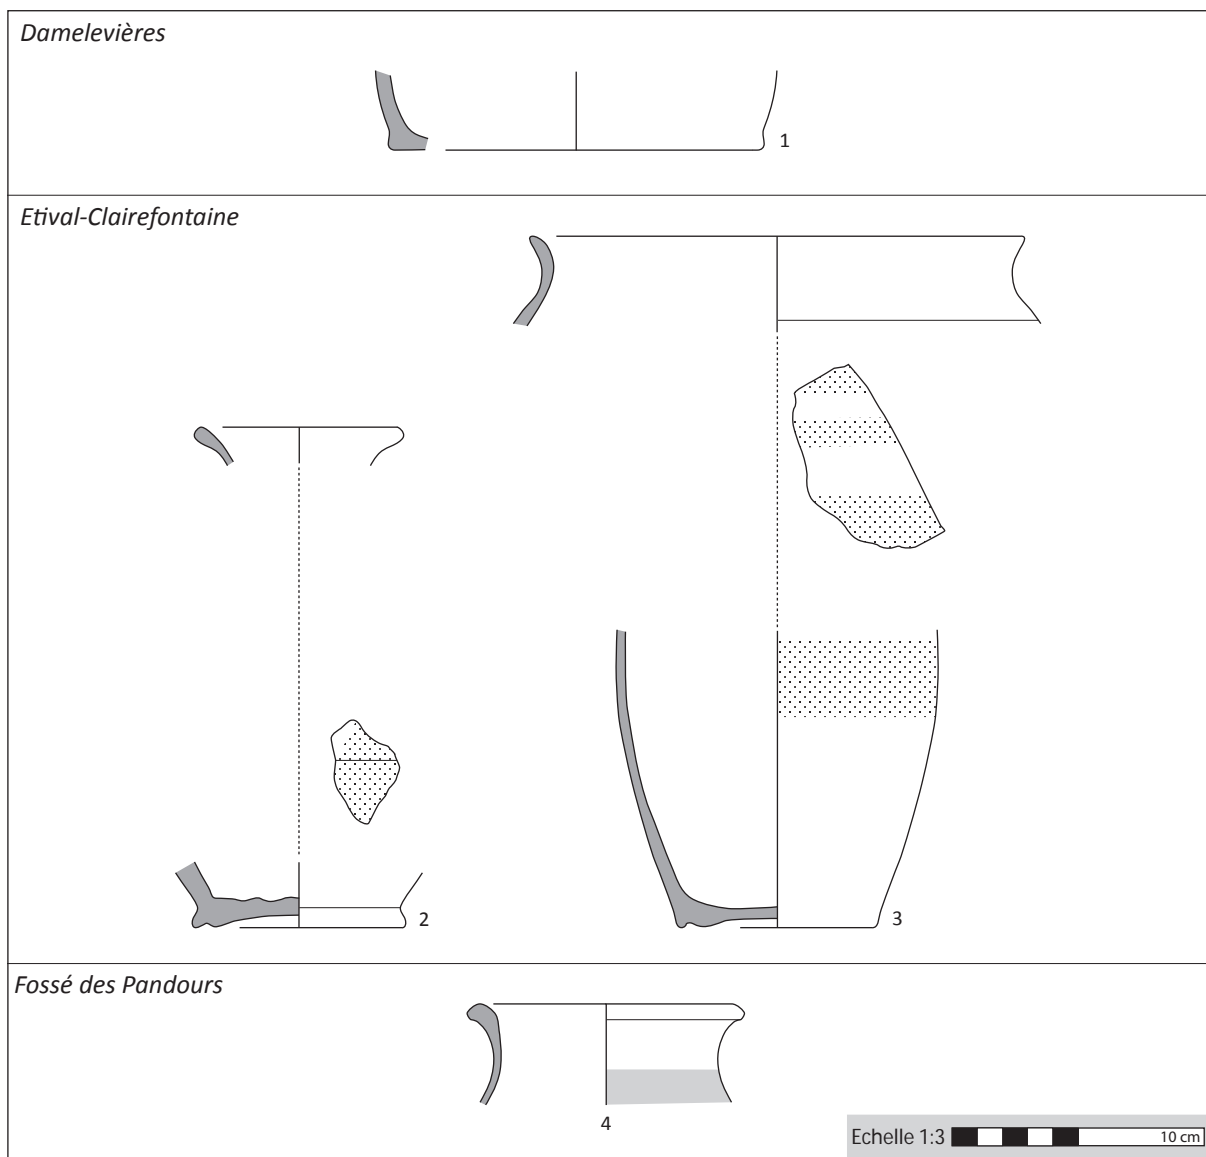 Damelevières
1
Etival-Clairefontaine
2
3
Fossé des Pandours
4
Echelle 1:3
10 cm